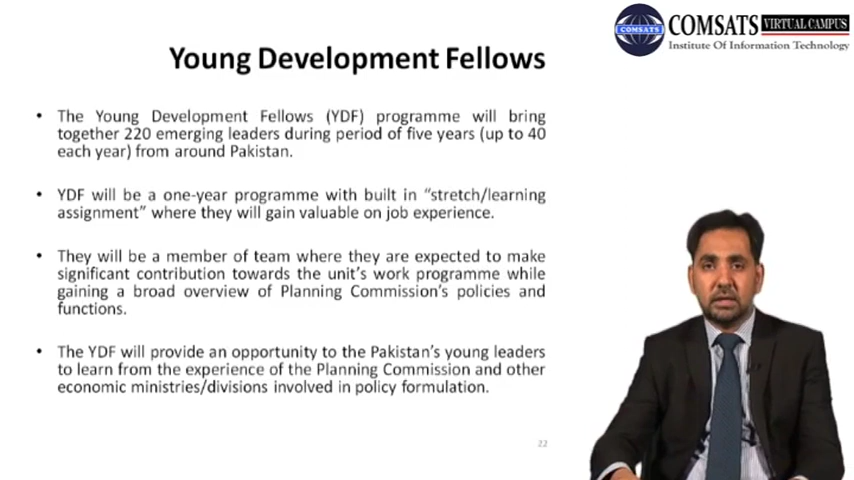 COMSATS VIRTUAL CAMPUS
Institute Of Information Technology
COMSATS
Young Development Fellows
• The Young Development Fellows (YDF) programme will bring
together 220 emerging leaders during period of five years (up to 40
each year) from around Pakistan.
• YDF will be a one-year programme with built in “stretch/learning
assignment” where they will gain valuable on job experience.
• They will be a member of team where they are expected to make
significant contribution towards the unit’s work programme while
gaining a broad overview of Planning Commission’s policies and
functions.
• The YDF will provide an opportunity to the Pakistan’s young leaders
to learn from the experience of the Planning Commission and other
economic ministries/divisions involved in policy formulation.
22